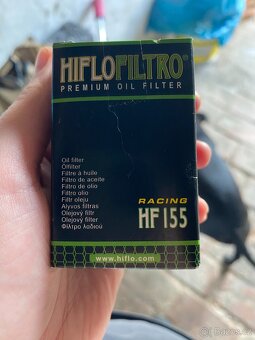 HIFLOFILTRO®
PREMIUM OIL FILTER
Oil filter
Ölfilter
Filtre à huile
Filtro de aceite
Filtro de olio
Filtro olio
Filtr oleju
Alyvos filtras
Olejový filtr
Olejový filter
Φίλτρο λαδιού
RACING
HF155
www.hiflo.com